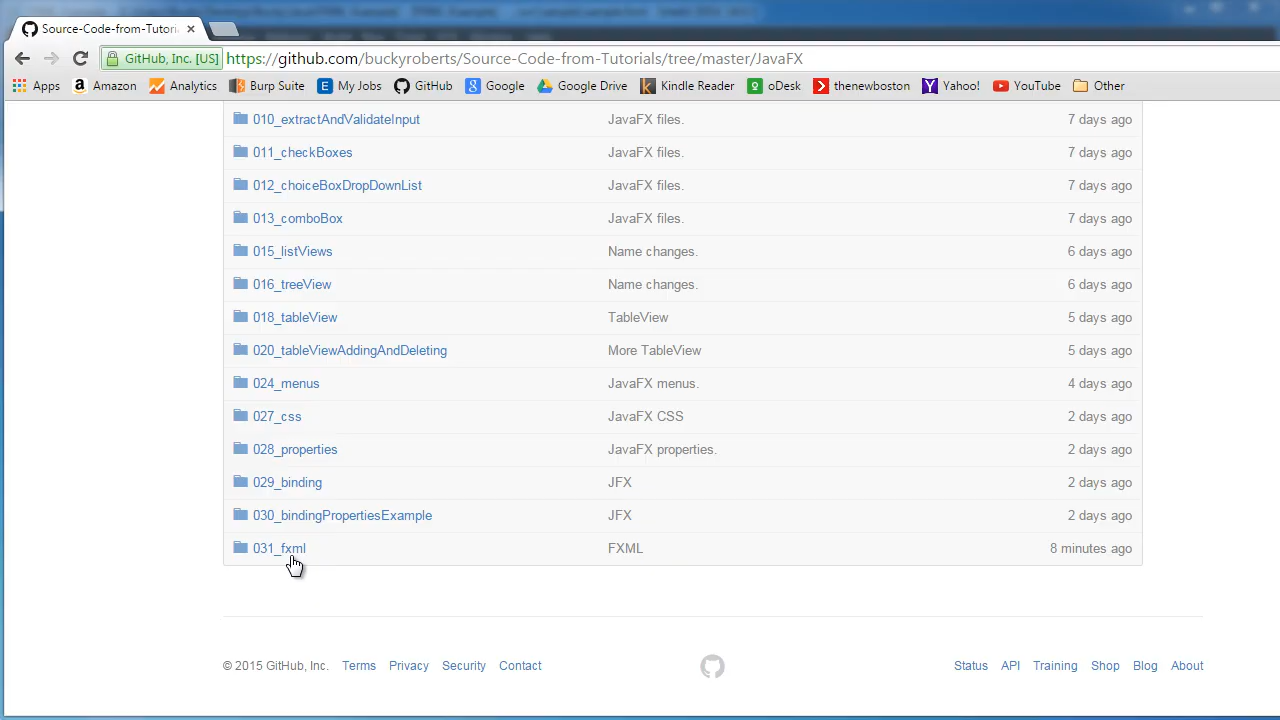 Source-Code-from-Tutori
GitHub, Inc. [US] https://github.com/buckyroberts/Source-Code-from-Tutorials/tree/master/JavaFX
Apps Amazon Analytics Burp Suite My Jobs GitHub Google Google Drive Kindle Reader oDesk thenewboston Yahoo! YouTube Other
010_extractAndValidateInput JavaFX files. 7 days ago
011_checkBoxes JavaFX files. 7 days ago
012_choiceBoxDropDownList JavaFX files. 7 days ago
013_comboBox JavaFX files. 7 days ago
015_listViews Name changes. 6 days ago
016_treeView Name changes. 6 days ago
018_tableView TableView 5 days ago
020_tableViewAddingAndDeleting More TableView 5 days ago
024_menus JavaFX menus. 4 days ago
027_css JavaFX CSS 2 days ago
028_properties JavaFX properties. 2 days ago
029_binding JFX 2 days ago
030_bindingPropertiesExample JFX 2 days ago
031_fxml FXML 8 minutes ago
© 2015 GitHub, Inc. Terms Privacy Security Contact Status API Training Shop Blog About